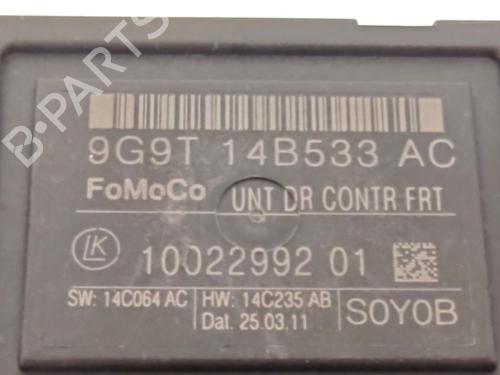 9G9T 14B533 AC
FoMoCo UNT DR CONTR FRT
LK 10022992 01
SW: 14C064 AC HW: 14C235 AB
Dat. 25.03.11 S0Y0B
B-PARTS